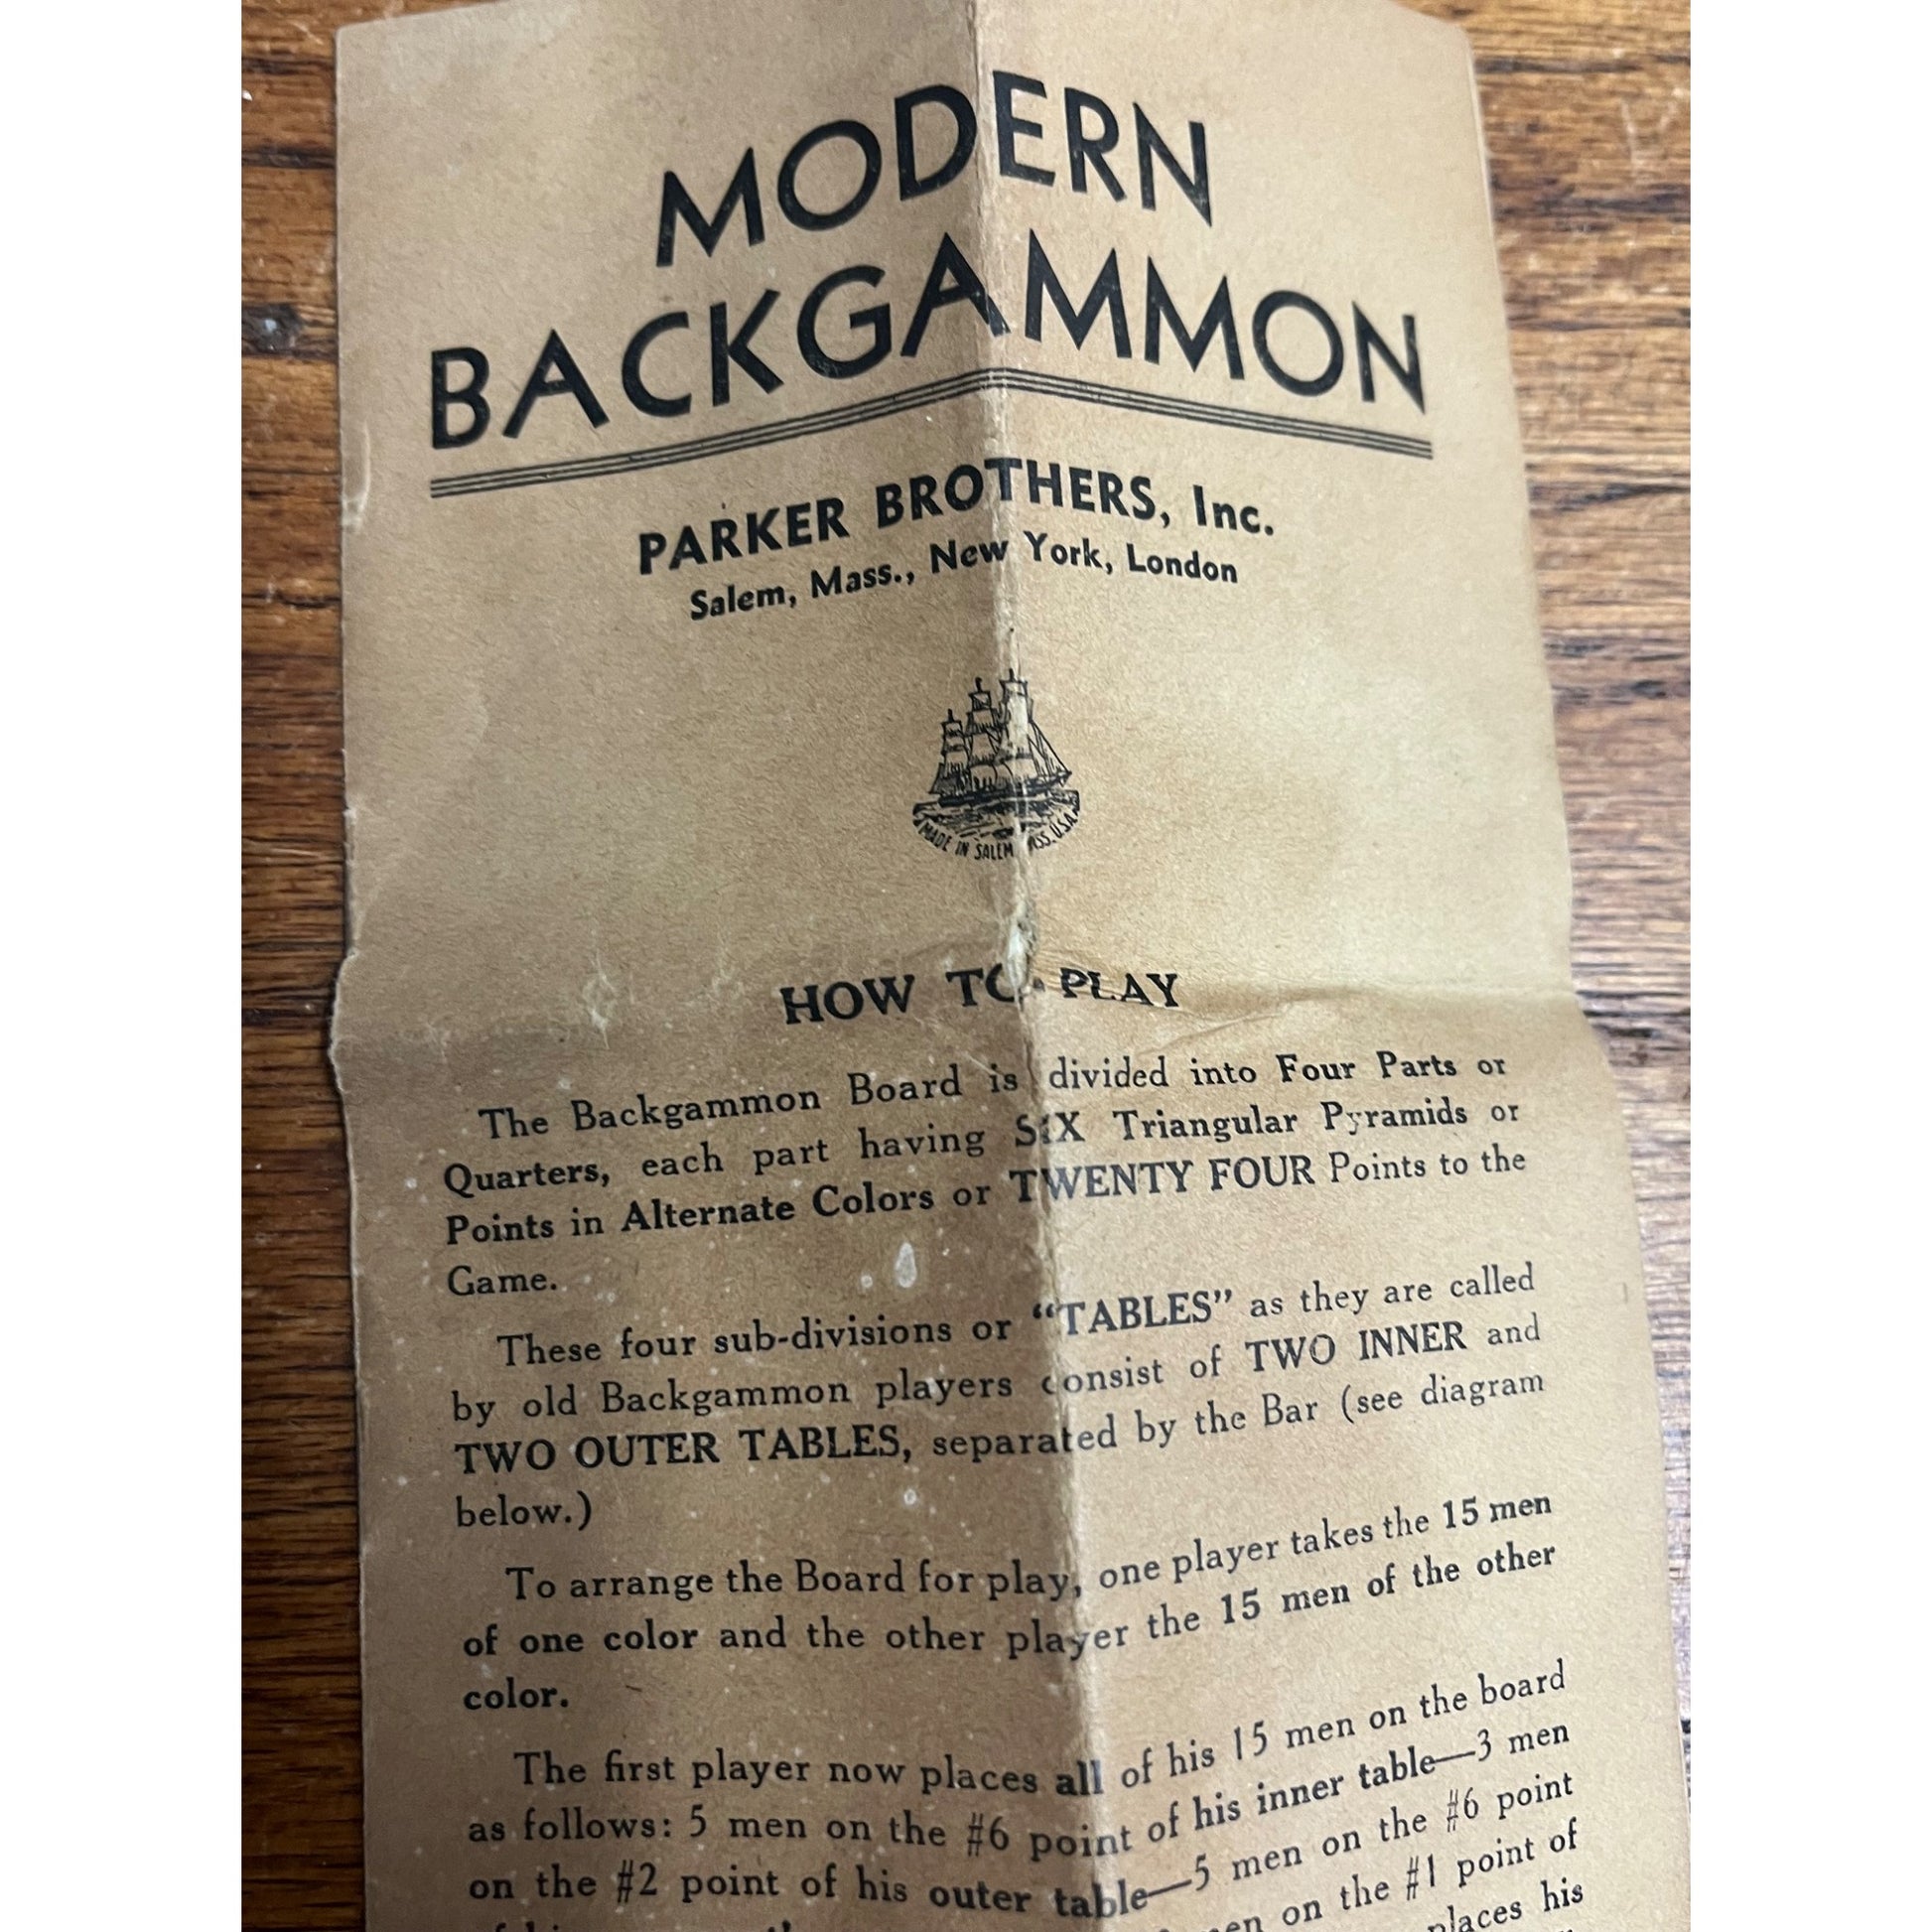 MODERN
BACKGAMMON
PARKER BROTHERS, Inc.
Salem, Mass., New York, London
MADE IN SALEM U.S.A.
HOW TO PLAY
The Backgammon Board is divided into Four Parts or
Quarters, each part having SIX Triangular Pyramids or
Points in Alternate Colors or TWENTY FOUR Points to the
Game.
These four sub-divisions or “TABLES” as they are called
by old Backgammon players consist of TWO INNER and
TWO OUTER TABLES, separated by the Bar (see diagram
below.)
To arrange the Board for play, one player takes the 15 men
of one color and the other player the 15 men of the other
color.
The first player now places all of his 15 men on the board
as follows: 5 men on the #6 point of his inner table—3 men
on the #2 point of his outer table—5 men on the #6 point
on the #1 point of
places his